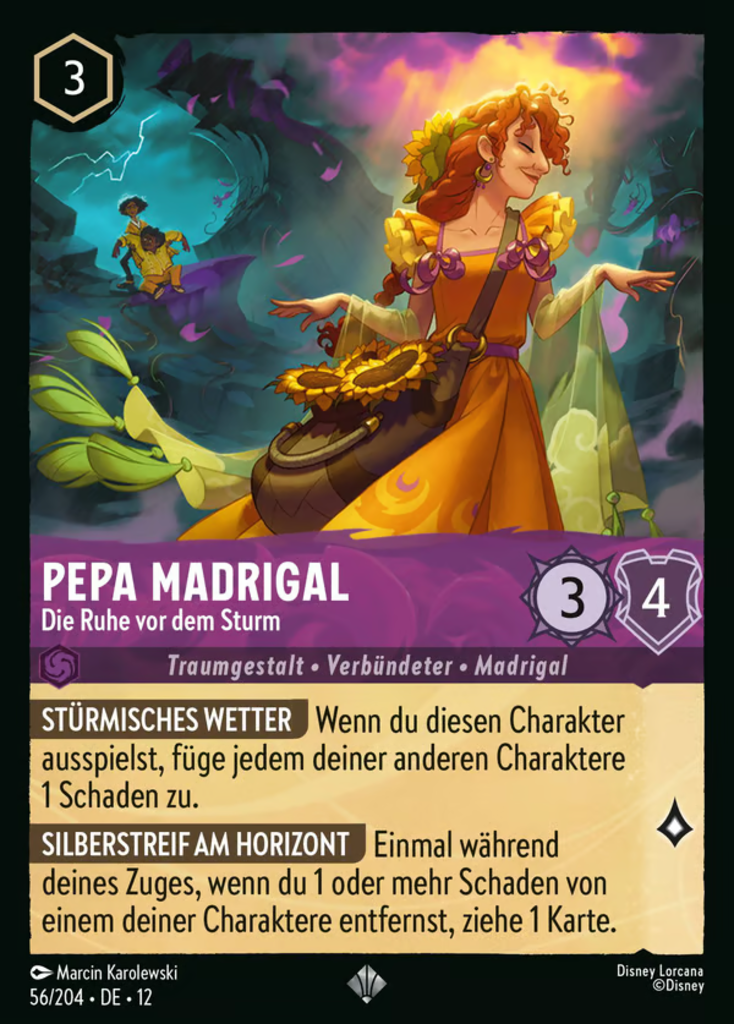 3
PEPA MADRIGAL
Die Ruhe vor dem Sturm
3 4
Traumgestalt • Verbündeter • Madrigal
STÜRMISCHES WETTER Wenn du diesen Charakter
ausspielst, füge jedem deiner anderen Charaktere
1 Schaden zu.
SILBERSTREIF AM HORIZONT Einmal während
deines Zuges, wenn du 1 oder mehr Schaden von
einem deiner Charaktere entfernst, ziehe 1 Karte.
Marcin Karolewski
56/204 • DE • 12
Disney Lorcana
©Disney